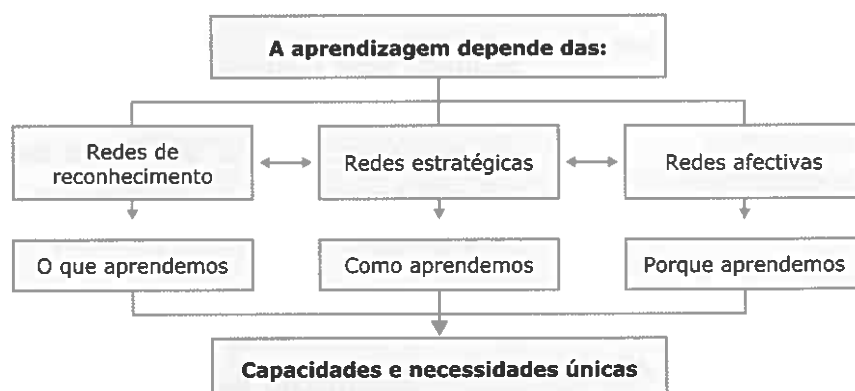 A aprendizagem depende das:
Redes de
reconhecimento
Redes estratégicas
Redes afectivas
O que aprendemos
Como aprendemos
Porque aprendemos
Capacidades e necessidades únicas